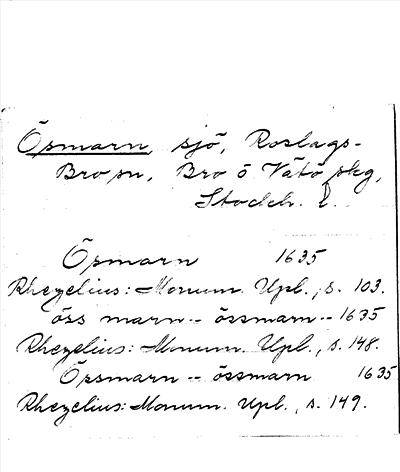 Öpmarn, sjö, Roslags-
Bro sn, Bro o Vätö skg,
Stockh. l.
Öpmarn 1635
Rhezelius: Monum. Upl., s. 103.
öss marn -- össmarn -- 1635
Rhezelius: Monum. Upl., s. 148.
Öpsmarn -- össmarn 1635
Rhezelius: Monum. Upl., s. 149.